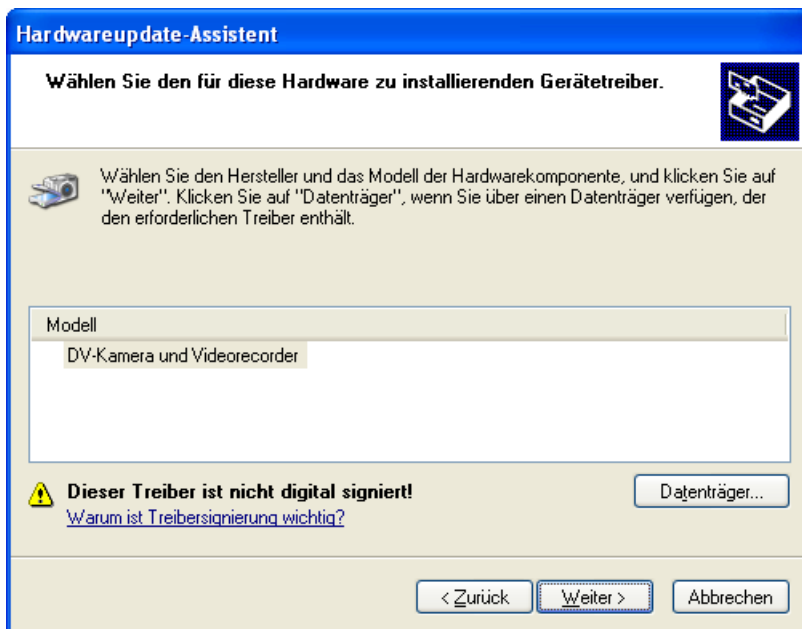 Hardwareupdate-Assistent
Wählen Sie den für diese Hardware zu installierenden Gerätetreiber.
Wählen Sie den Hersteller und das Modell der Hardwarekomponente, und klicken Sie auf
"Weiter". Klicken Sie auf "Datenträger", wenn Sie über einen Datenträger verfügen, der
den erforderlichen Treiber enthält.
Modell
DV-Kamera und Videorecorder
Dieser Treiber ist nicht digital signiert!
Datenträger...
Warum ist Treibersignierung wichtig?
< Zurück
Weiter >
Abbrechen